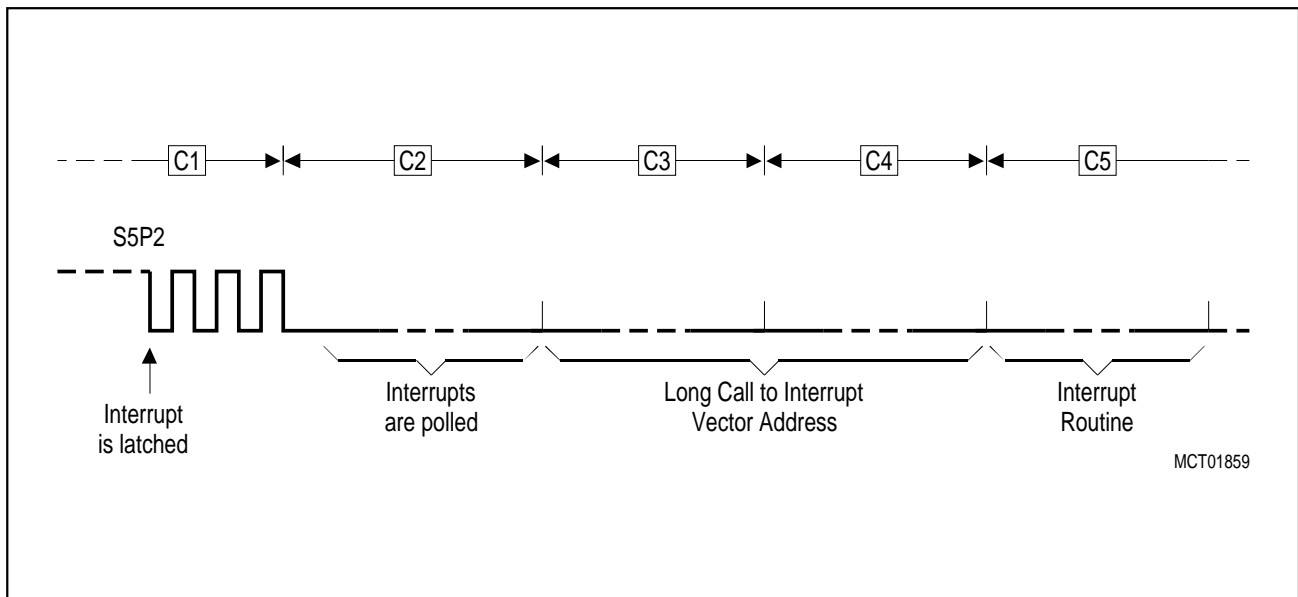 C1
C2
C3
C4
C5
S5P2
Interrupt
is latched
Interrupts
are polled
Long Call to Interrupt
Vector Address
Interrupt
Routine
MCT01859